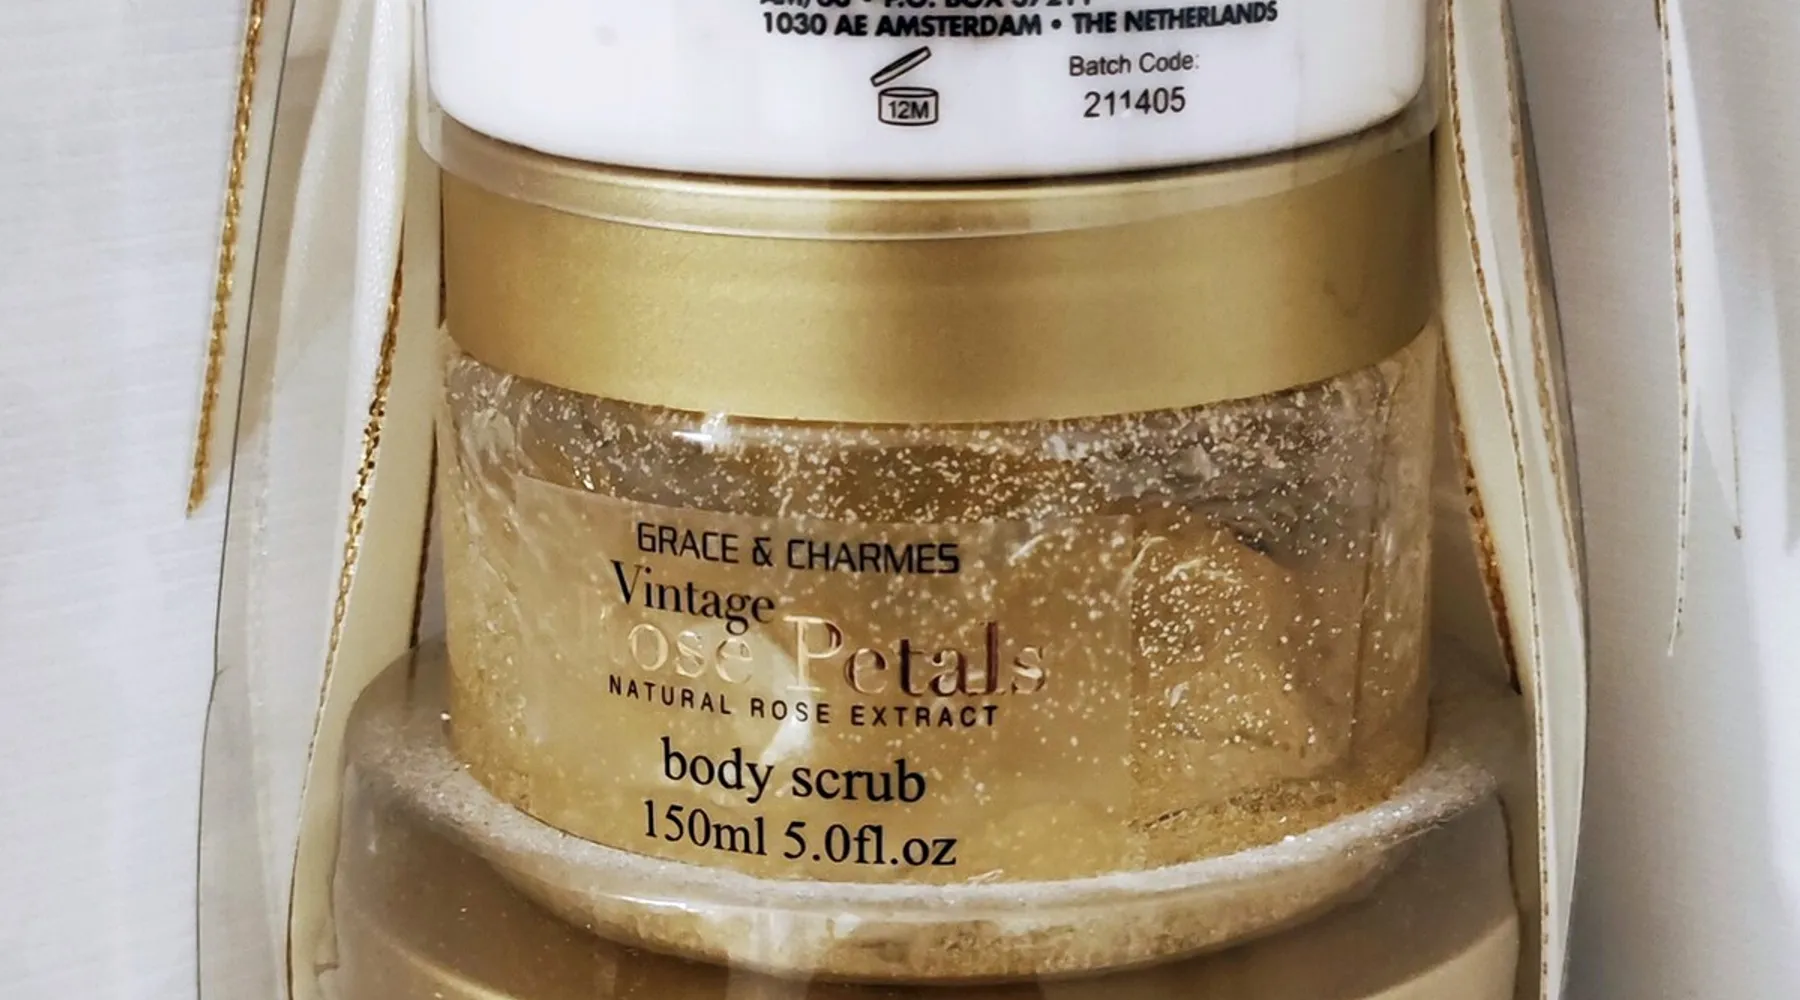 1030 AE AMSTERDAM • THE NETHERLANDS
12M
Batch Code:
211405
GRACE & CHARMES
Vintage
Rose Petals
NATURAL ROSE EXTRACT
body scrub
150ml 5.0fl.oz